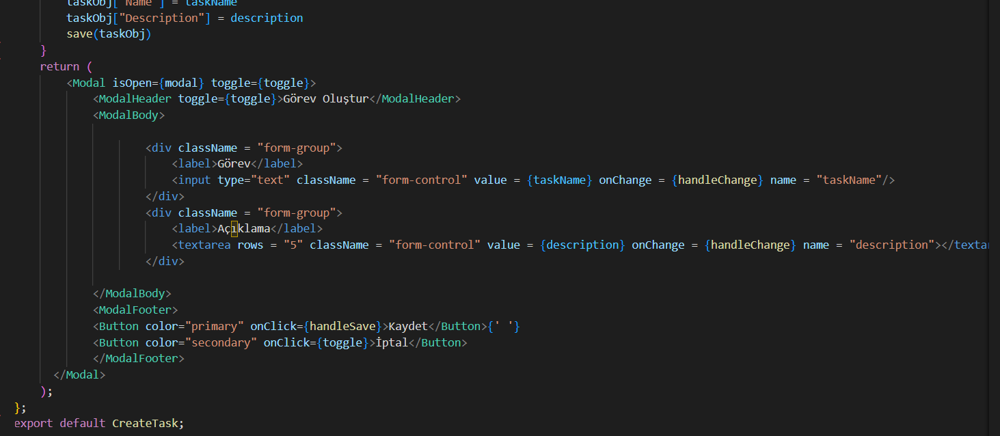 taskObj["Name"] = taskName
taskObj["Description"] = description
save(taskObj)
}
return (
<Modal isOpen={modal} toggle={toggle}>
<ModalHeader toggle={toggle}>Görev Oluştur</ModalHeader>
<ModalBody>
<div className = "form-group">
<label>Görev</label>
<input type="text" className = "form-control" value = {taskName} onChange = {handleChange} name = "taskName"/>
</div>
<div className = "form-group">
<label>Açıklama</label>
<textarea rows = "5" className = "form-control" value = {description} onChange = {handleChange} name = "description"></texta
</div>
</ModalBody>
<ModalFooter>
<Button color="primary" onClick={handleSave}>Kaydet</Button>{' '}
<Button color="secondary" onClick={toggle}>İptal</Button>
</ModalFooter>
</Modal>
);
};
export default CreateTask;